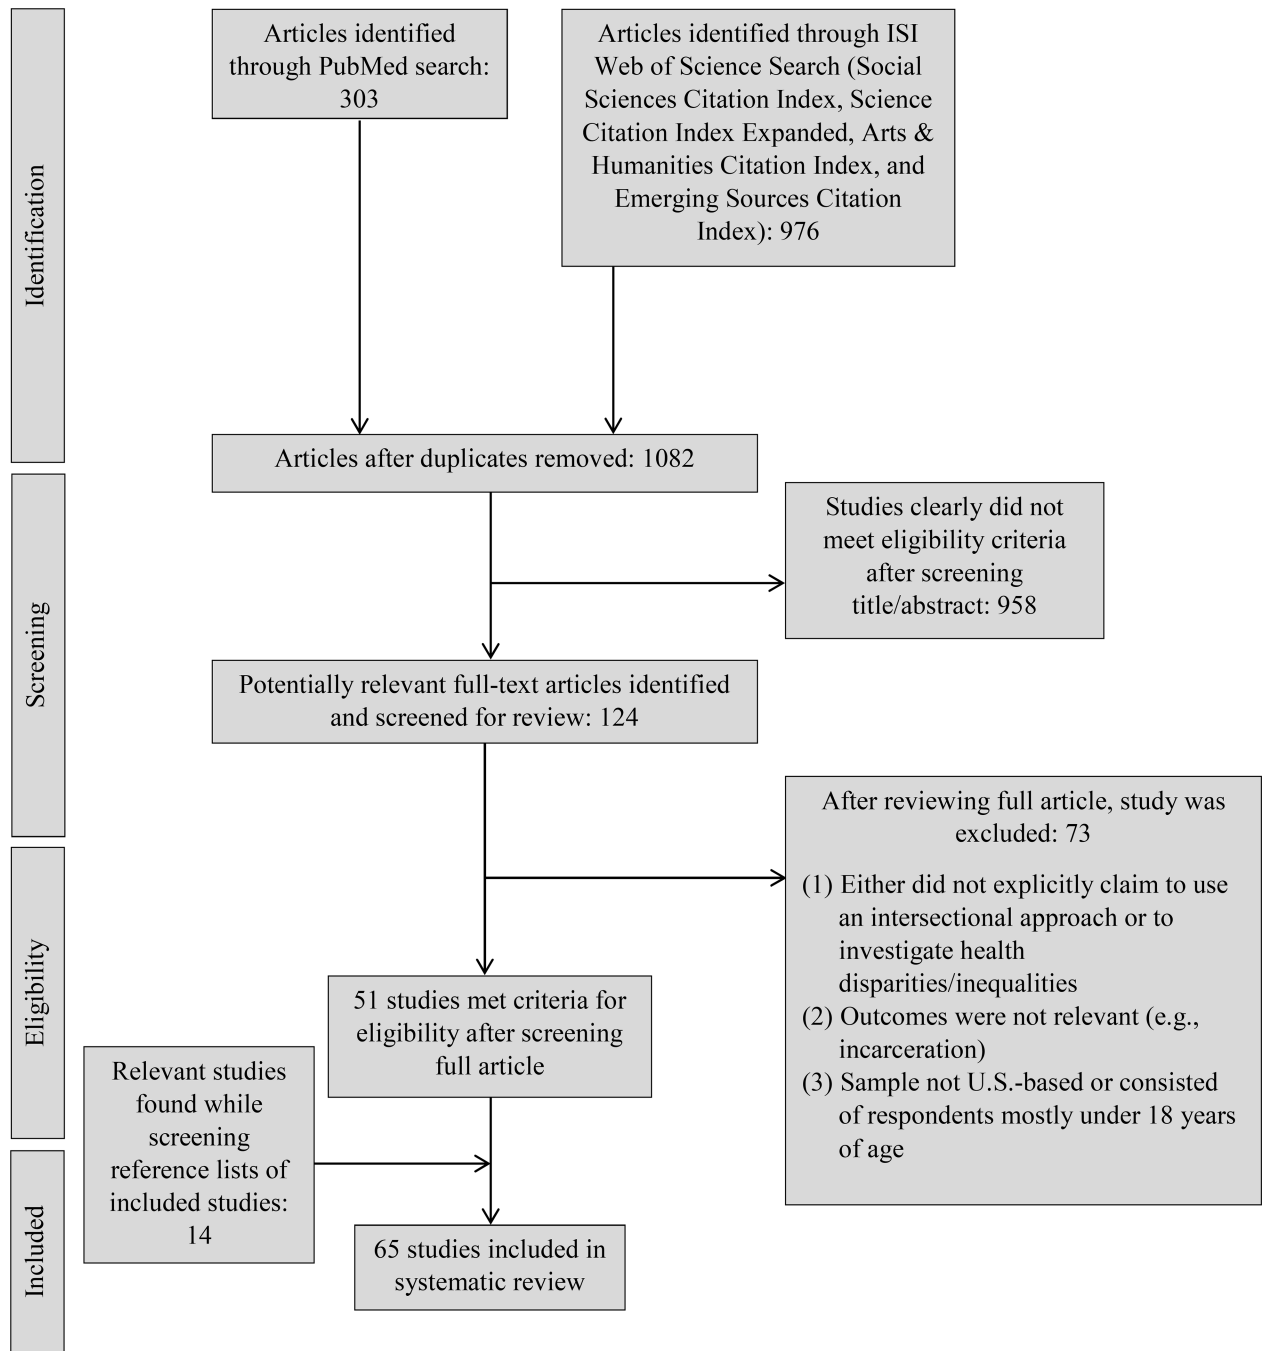 Identification
Articles identified
through PubMed search:
303
Articles identified through ISI
Web of Science Search (Social
Sciences Citation Index, Science
Citation Index Expanded, Arts &
Humanities Citation Index, and
Emerging Sources Citation
Index): 976
Articles after duplicates removed: 1082
Screening
Studies clearly did not
meet eligibility criteria
after screening
title/abstract: 958
Potentially relevant full-text articles identified
and screened for review: 124
After reviewing full article, study was
excluded: 73
(1) Either did not explicitly claim to use
an intersectional approach or to
investigate health
disparities/inequalities
(2) Outcomes were not relevant (e.g.,
incarceration)
(3) Sample not U.S.-based or consisted
of respondents mostly under 18 years
of age
Eligibility
51 studies met criteria for
eligibility after screening
full article
Relevant studies
found while
screening
reference lists of
included studies:
14
Included
65 studies included in
systematic review